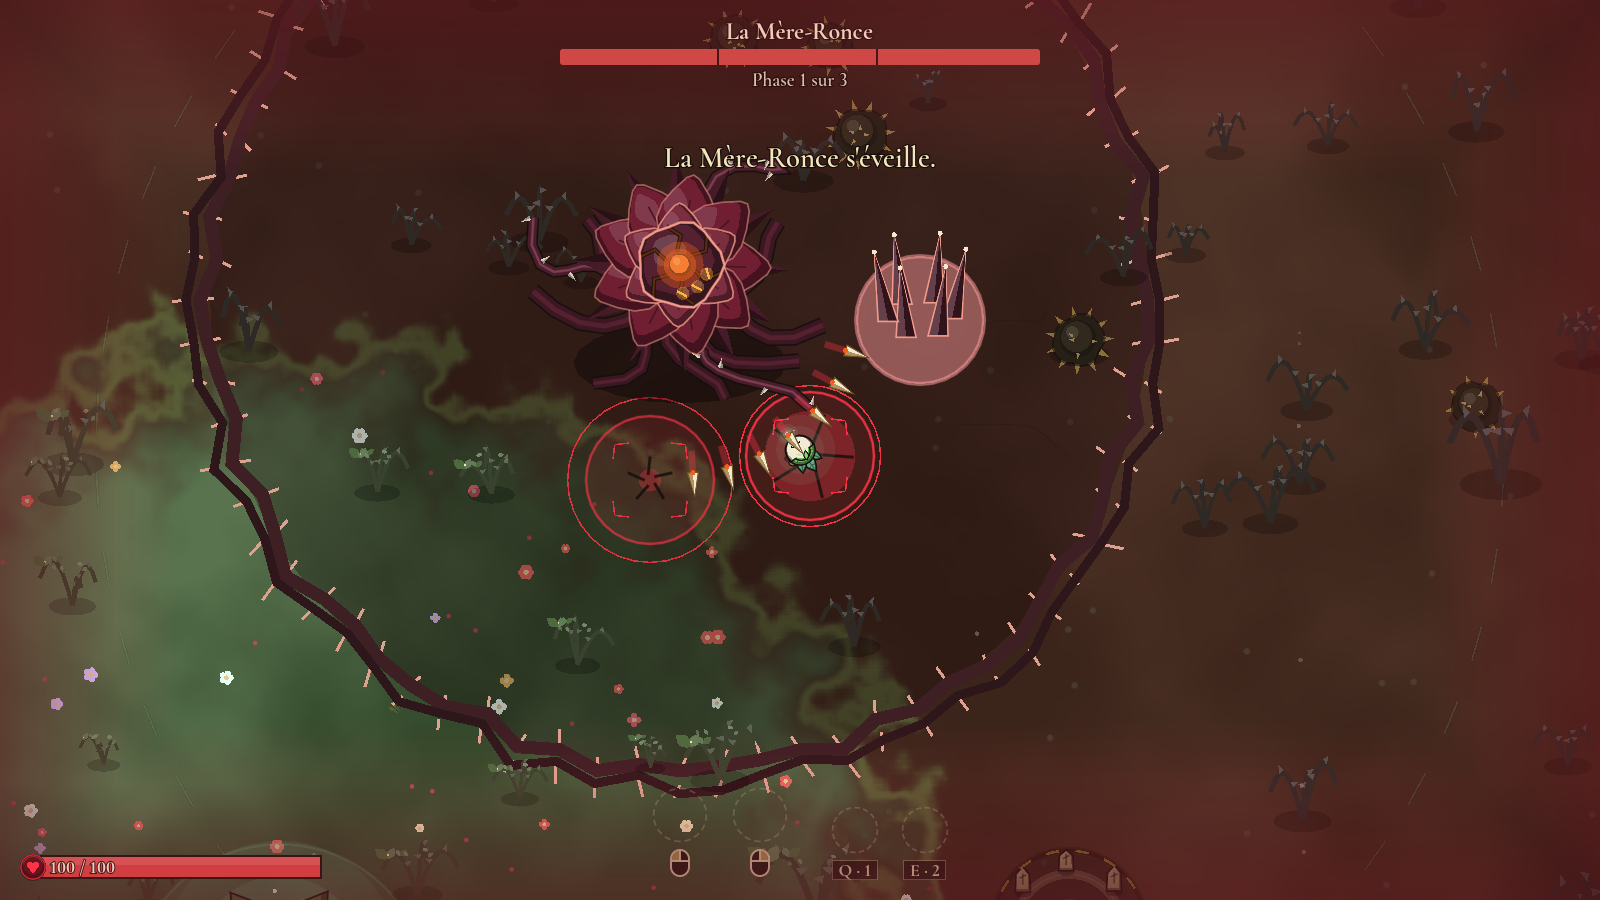 La Mère-Ronce
Phase 1 sur 3
La Mère-Ronce s'éveille.
100 / 100
Q · 1
E · 2